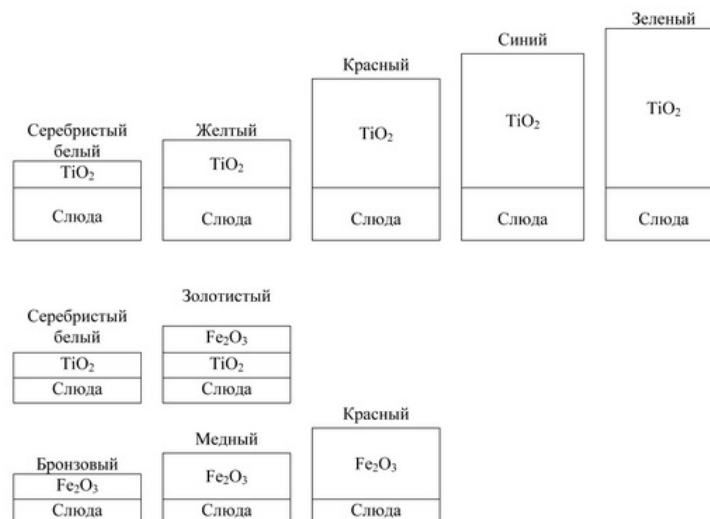 Зеленый
Синий
Красный
Серебристый
белый
Желтый
TiO₂
TiO₂
TiO₂
TiO₂
TiO₂
Слюда
Слюда
Слюда
Слюда
Слюда
Золотистый
Серебристый
белый
Fe₂O₃
TiO₂
TiO₂
Слюда
Слюда
Красный
Медный
Бронзовый
Fe₂O₃
Fe₂O₃
Fe₂O₃
Слюда
Слюда
Слюда